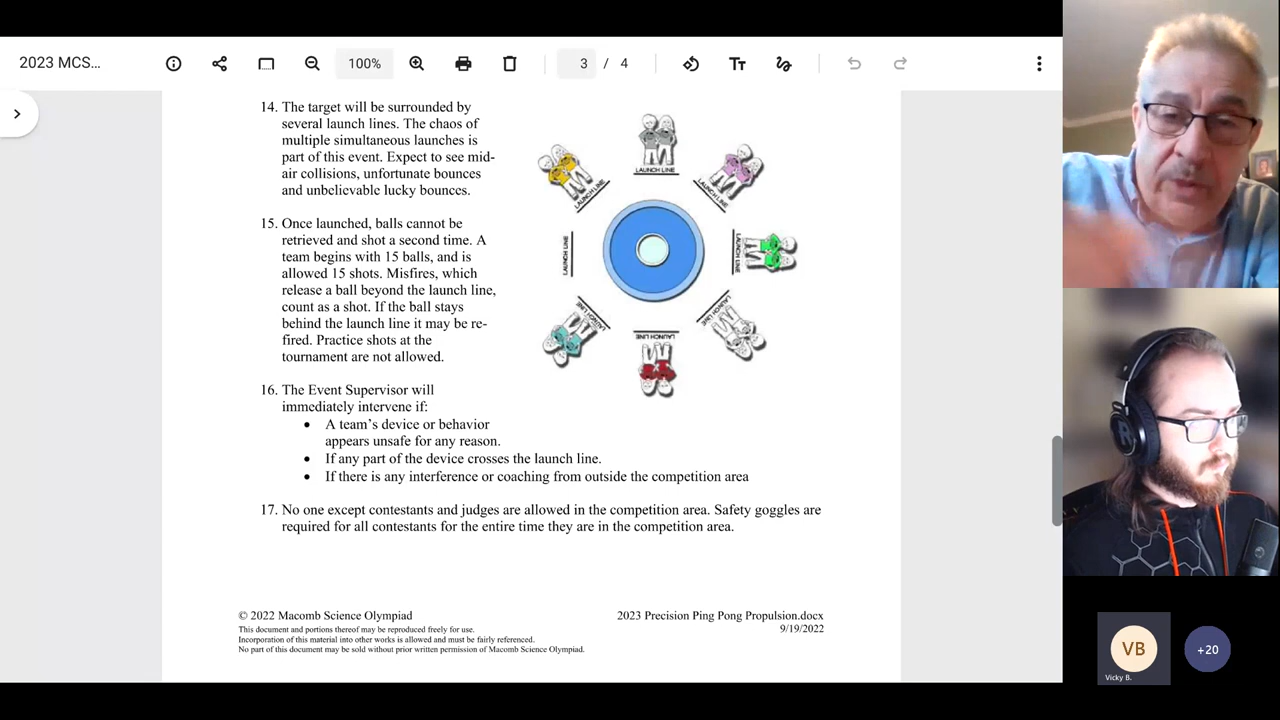 2023 MCS...
100%
3 / 4
14. The target will be surrounded by
several launch lines. The chaos of
multiple simultaneous launches is
part of this event. Expect to see mid-
air collisions, unfortunate bounces
and unbelievable lucky bounces.
15. Once launched, balls cannot be
retrieved and shot a second time. A
team begins with 15 balls, and is
allowed 15 shots. Misfires, which
release a ball beyond the launch line,
count as a shot. If the ball stays
behind the launch line it may be re-
fired. Practice shots at the
tournament are not allowed.
LAUNCH LINE
LAUNCH LINE
LAUNCH LINE
LAUNCH LINE
LAUNCH LINE
LAUNCH LINE
LAUNCH LINE
LAUNCH LINE
16. The Event Supervisor will
immediately intervene if:
• A team's device or behavior
appears unsafe for any reason.
• If any part of the device crosses the launch line.
• If there is any interference or coaching from outside the competition area
17. No one except contestants and judges are allowed in the competition area. Safety goggles are
required for all contestants for the entire time they are in the competition area.
© 2022 Macomb Science Olympiad
This document and portions thereof may be reproduced freely for use.
Incorporation of this material into other works is allowed and must be fairly referenced.
No part of this document may be sold without prior written permission of Macomb Science Olympiad.
2023 Precision Ping Pong Propulsion.docx
9/19/2022
R
VB
Vicky B.
+20